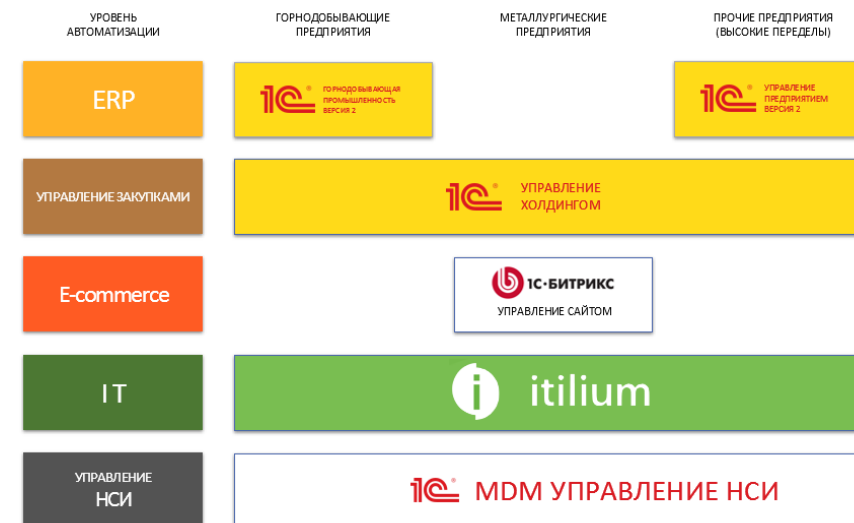 УРОВЕНЬ
АВТОМАТИЗАЦИИ
ГОРНОДОБЫВАЮЩИЕ
ПРЕДПРИЯТИЯ
МЕТАЛЛУРГИЧЕСКИЕ
ПРЕДПРИЯТИЯ
ПРОЧИЕ ПРЕДПРИЯТИЯ
(ВЫСОКИЕ ПЕРЕДЕЛЫ)
ERP
1С
ГОРНОДОБЫВАЮЩАЯ
ПРОМЫШЛЕННОСТЬ
ВЕРСИЯ 2
1С
УПРАВЛЕНИЕ
ПРЕДПРИЯТИЕМ
ВЕРСИЯ 2
УПРАВЛЕНИЕ ЗАКУПКАМИ
1С
УПРАВЛЕНИЕ
ХОЛДИНГОМ
E-commerce
1С-БИТРИКС
УПРАВЛЕНИЕ САЙТОМ
IT
itilium
УПРАВЛЕНИЕ
НСИ
1С MDM УПРАВЛЕНИЕ НСИ